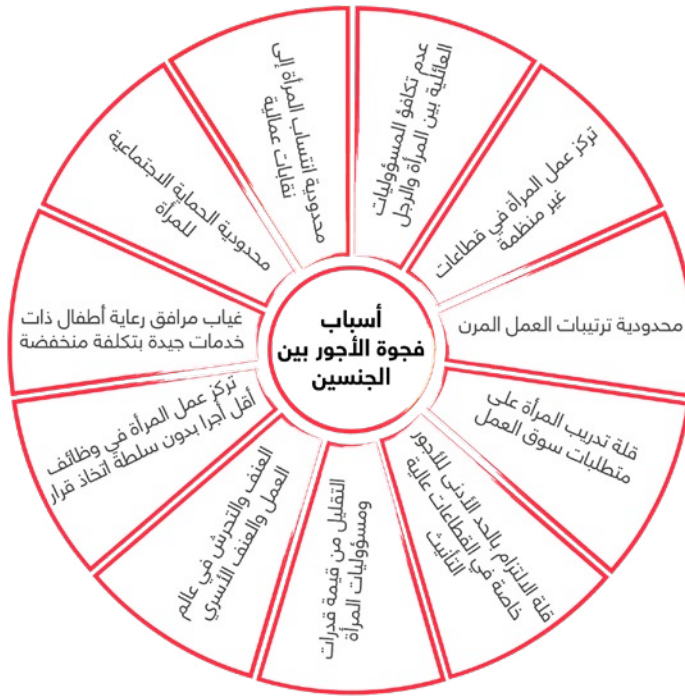 أسباب
فجوة الأجور بين
الجنسين
عدم تكافؤ المسؤوليات
العائلية بين المرأة والرجل
تركز عمل المرأة في قطاعات
غير منظمة
محدودية ترتيبات العمل المرن
قلة تدريب المرأة على
متطلبات سوق العمل
قلة الالتزام بالحد الأدنى للأجور
خاصة في القطاعات عالية
التأنيث
التقليل من قيمة قدرات
ومسؤوليات المرأة
العنف والتحرش في عالم
العمل والعنف الأسري
تركز عمل المرأة في وظائف
أقل أجرا بدون سلطة اتخاذ قرار
غياب مرافق رعاية أطفال ذات
خدمات جيدة بتكلفة منخفضة
محدودية الحماية الاجتماعية
للمرأة
محدودية انتساب المرأة إلى
نقابات عمالية